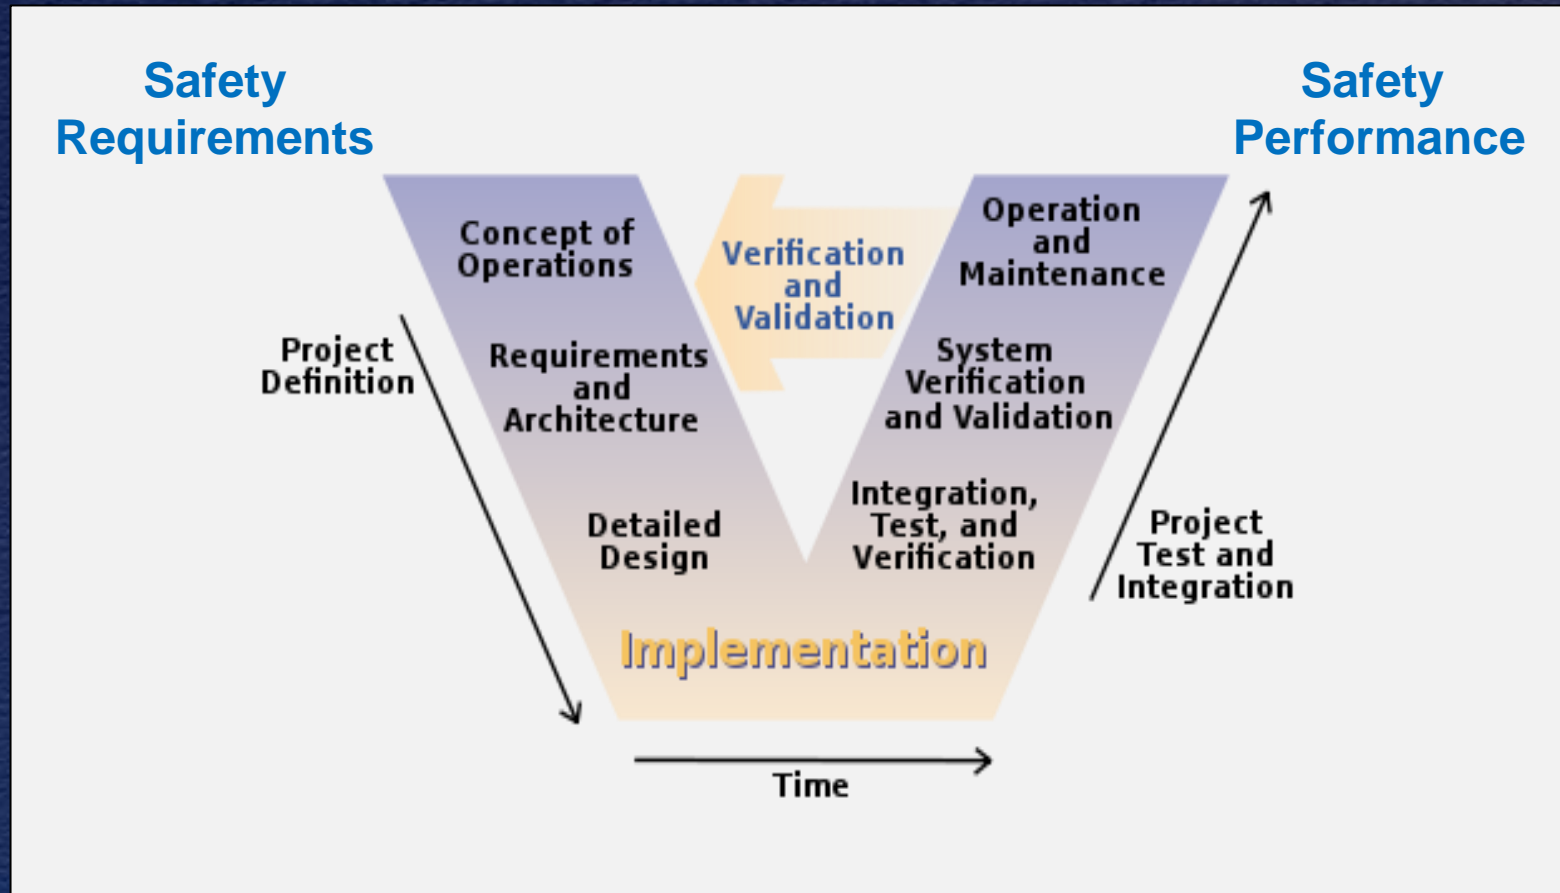 Safety
Requirements
Safety
Performance
Concept of
Operations
Verification
and
Validation
Operation
and
Maintenance
Project
Definition
Requirements
and
Architecture
System
Verification
and Validation
Detailed
Design
Integration,
Test, and
Verification
Project
Test and
Integration
Implementation
Time